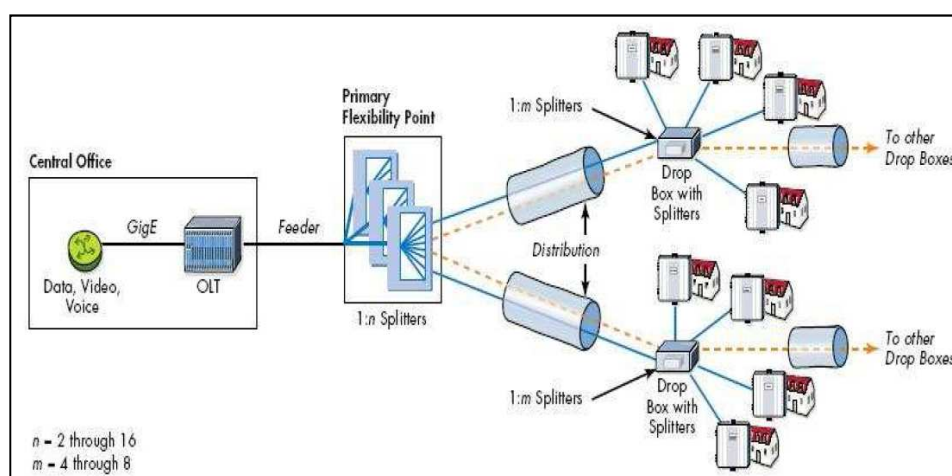 Central Office
GigE
Data, Video,
Voice
OLT
Feeder
Primary
Flexibility Point
1:n Splitters
Distribution
1:m Splitters
Drop
Box with
Splitters
To other
Drop Boxes
1:m Splitters
Drop
Box with
Splitters
To other
Drop Boxes
n = 2 through 16
m = 4 through 8